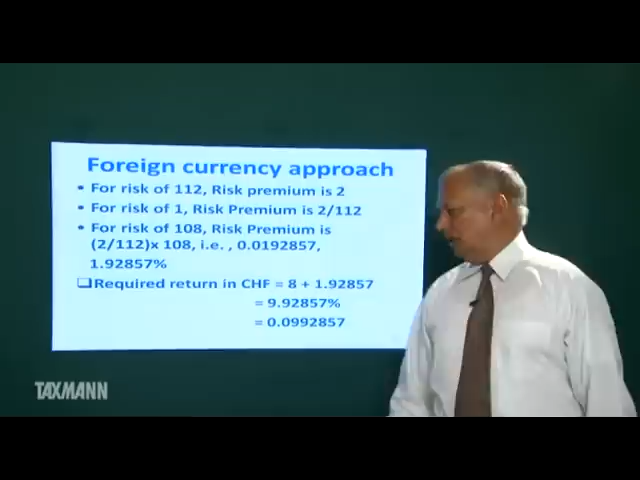 Foreign currency approach
• For risk of 112, Risk premium is 2
• For risk of 1, Risk Premium is 2/112
• For risk of 108, Risk Premium is
(2/112)x 108, i.e. , 0.0192857,
1.92857%
❑Required return in CHF = 8 + 1.92857
= 9.92857%
= 0.0992857
TAXMANN